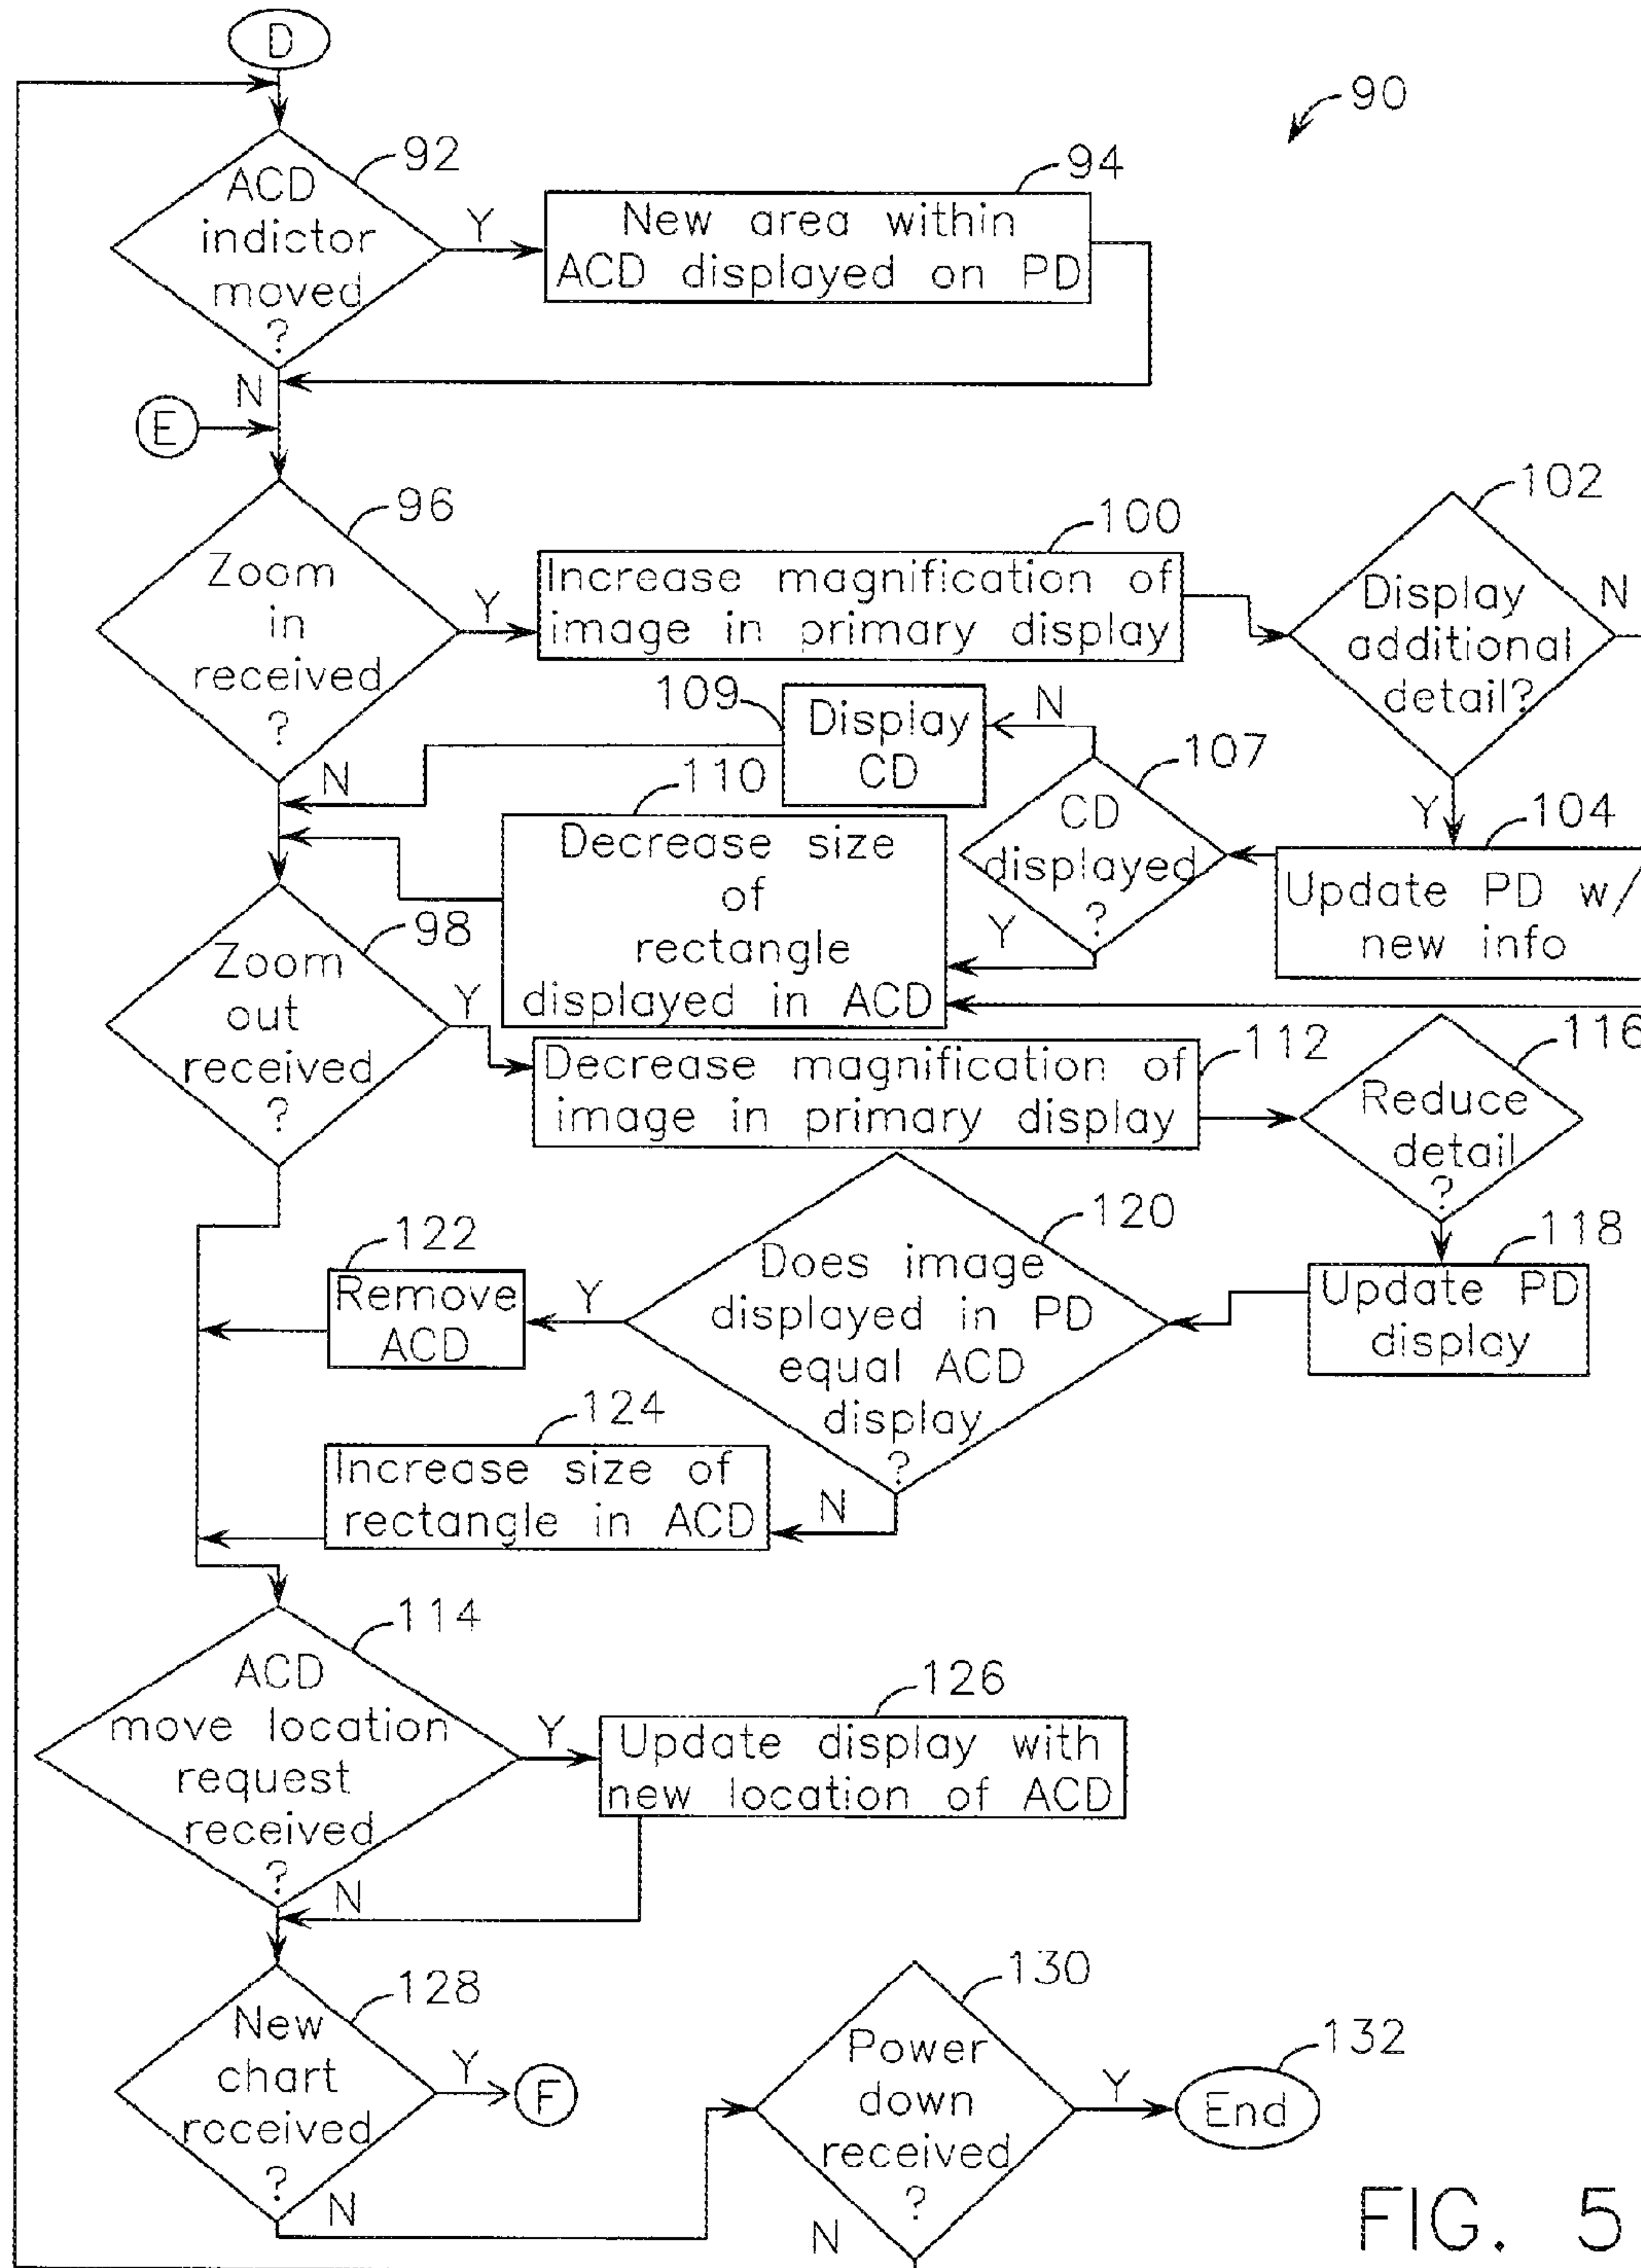 D
90
92
ACD
indictor
moved
?
Y
94
New area within
ACD displayed on PD
N
E
96
Zoom
in
received
?
Y
100
Increase magnification of
image in primary display
102
Display
additional
detail?
N
Y
104
Update PD w/
new info
107
CD
displayed
?
N
109
Display
CD
Y
110
Decrease size
of
rectangle
displayed in ACD
N
98
Zoom
out
received
?
Y
112
Decrease magnification of
image in primary display
116
Reduce
detail
?
118
Update PD
display
120
Does image
displayed in PD
equal ACD
display
?
Y
122
Remove
ACD
N
124
Increase size of
rectangle in ACD
114
ACD
move location
request
received
?
Y
126
Update display with
new location of ACD
N
128
New
chart
received
?
Y
F
N
130
Power
down
received
?
Y
132
End
N
FIG. 5